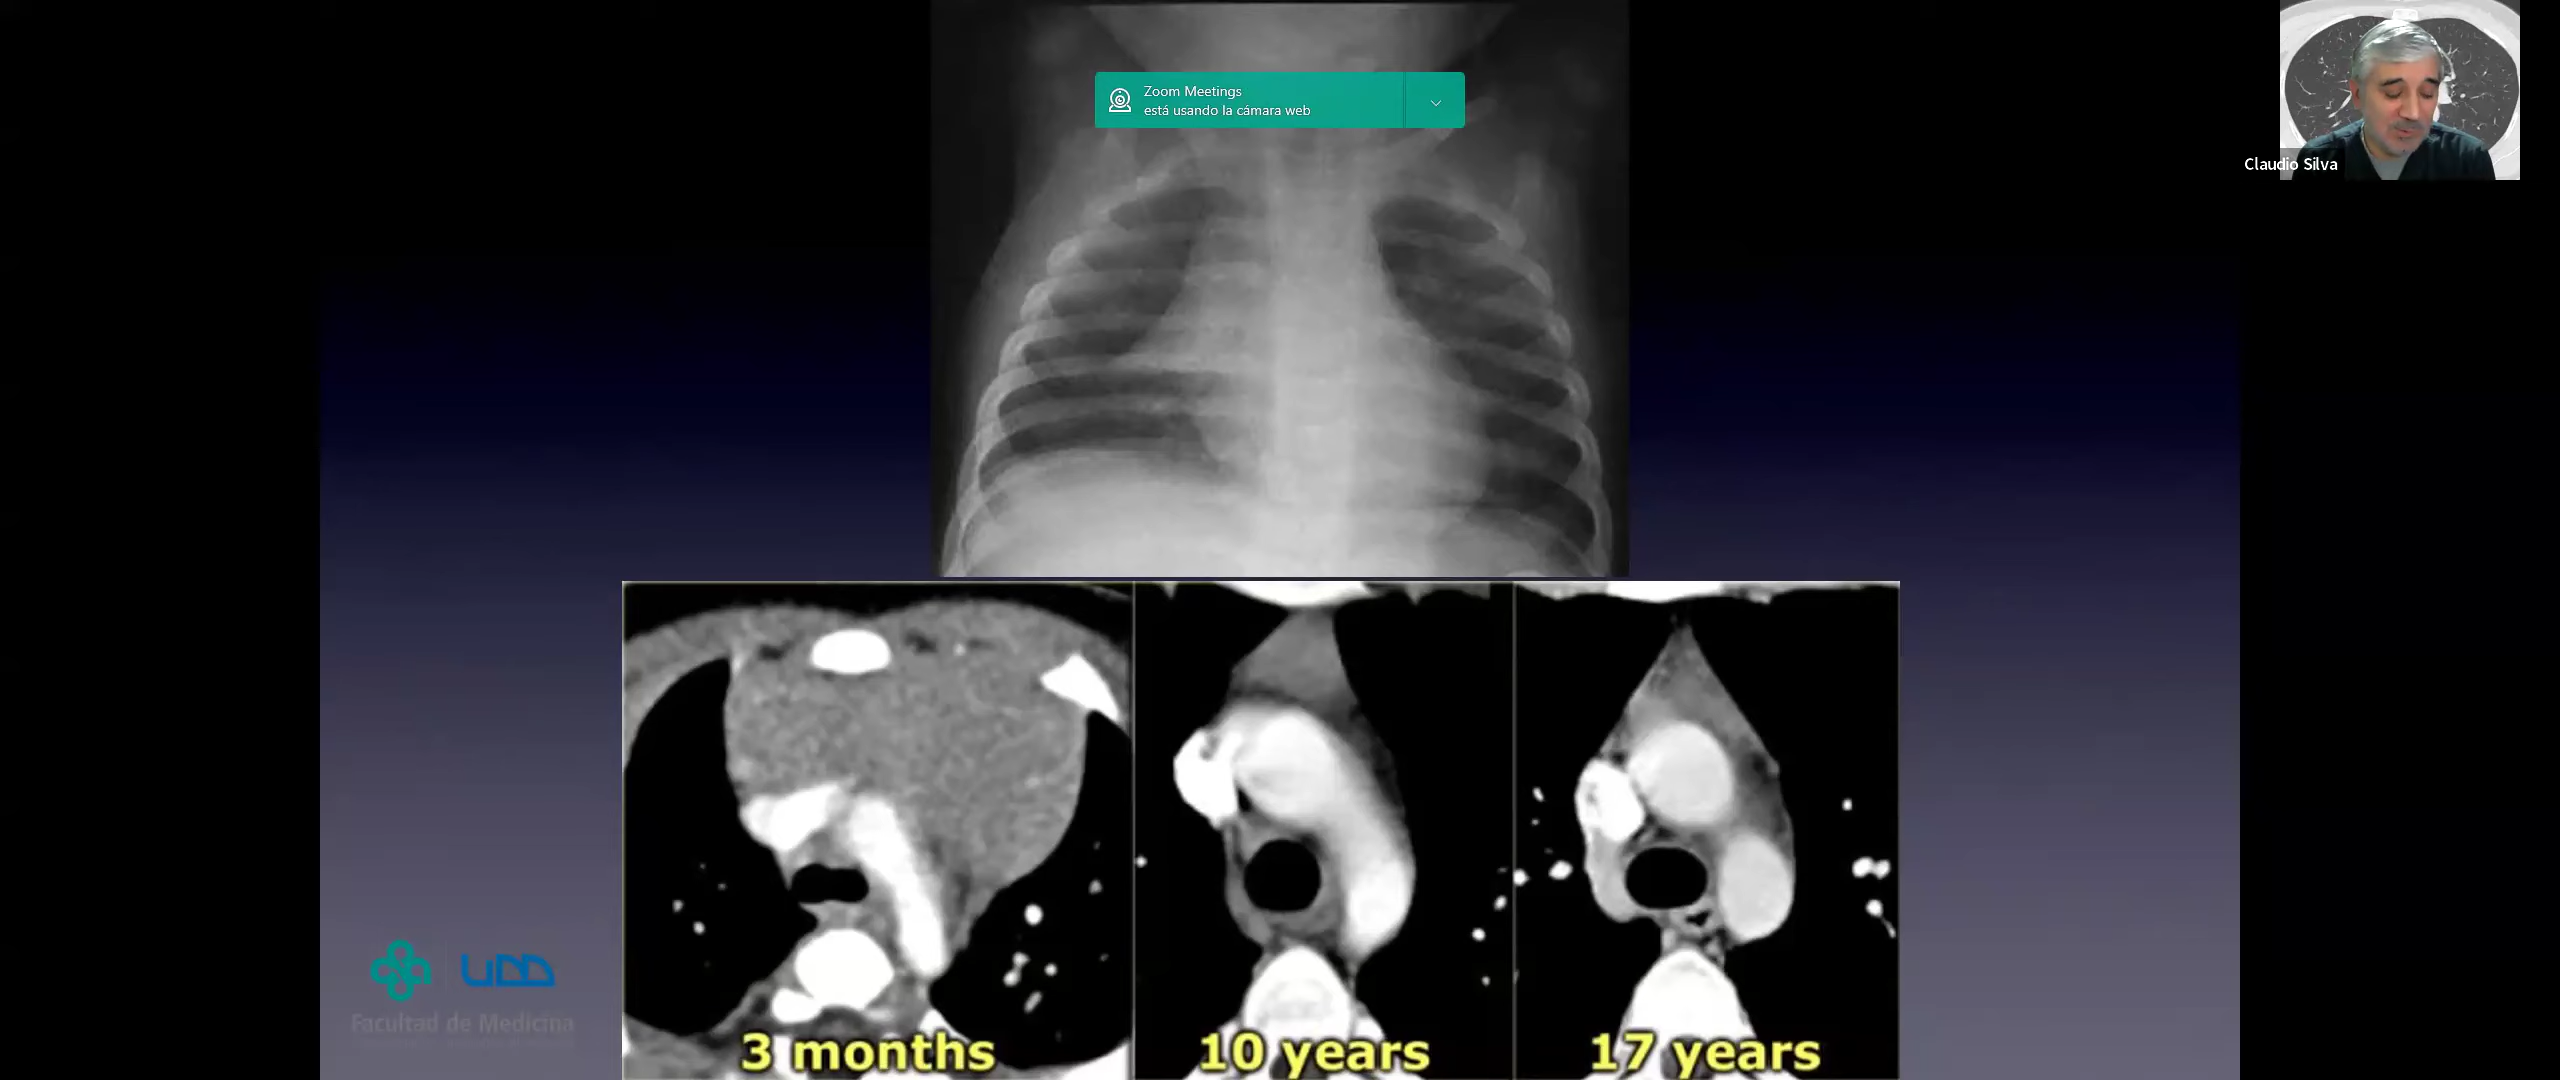 Zoom Meetings
está usando la cámara web
Claudio Silva
UDD
Facultad de Medicina
3 months
10 years
17 years